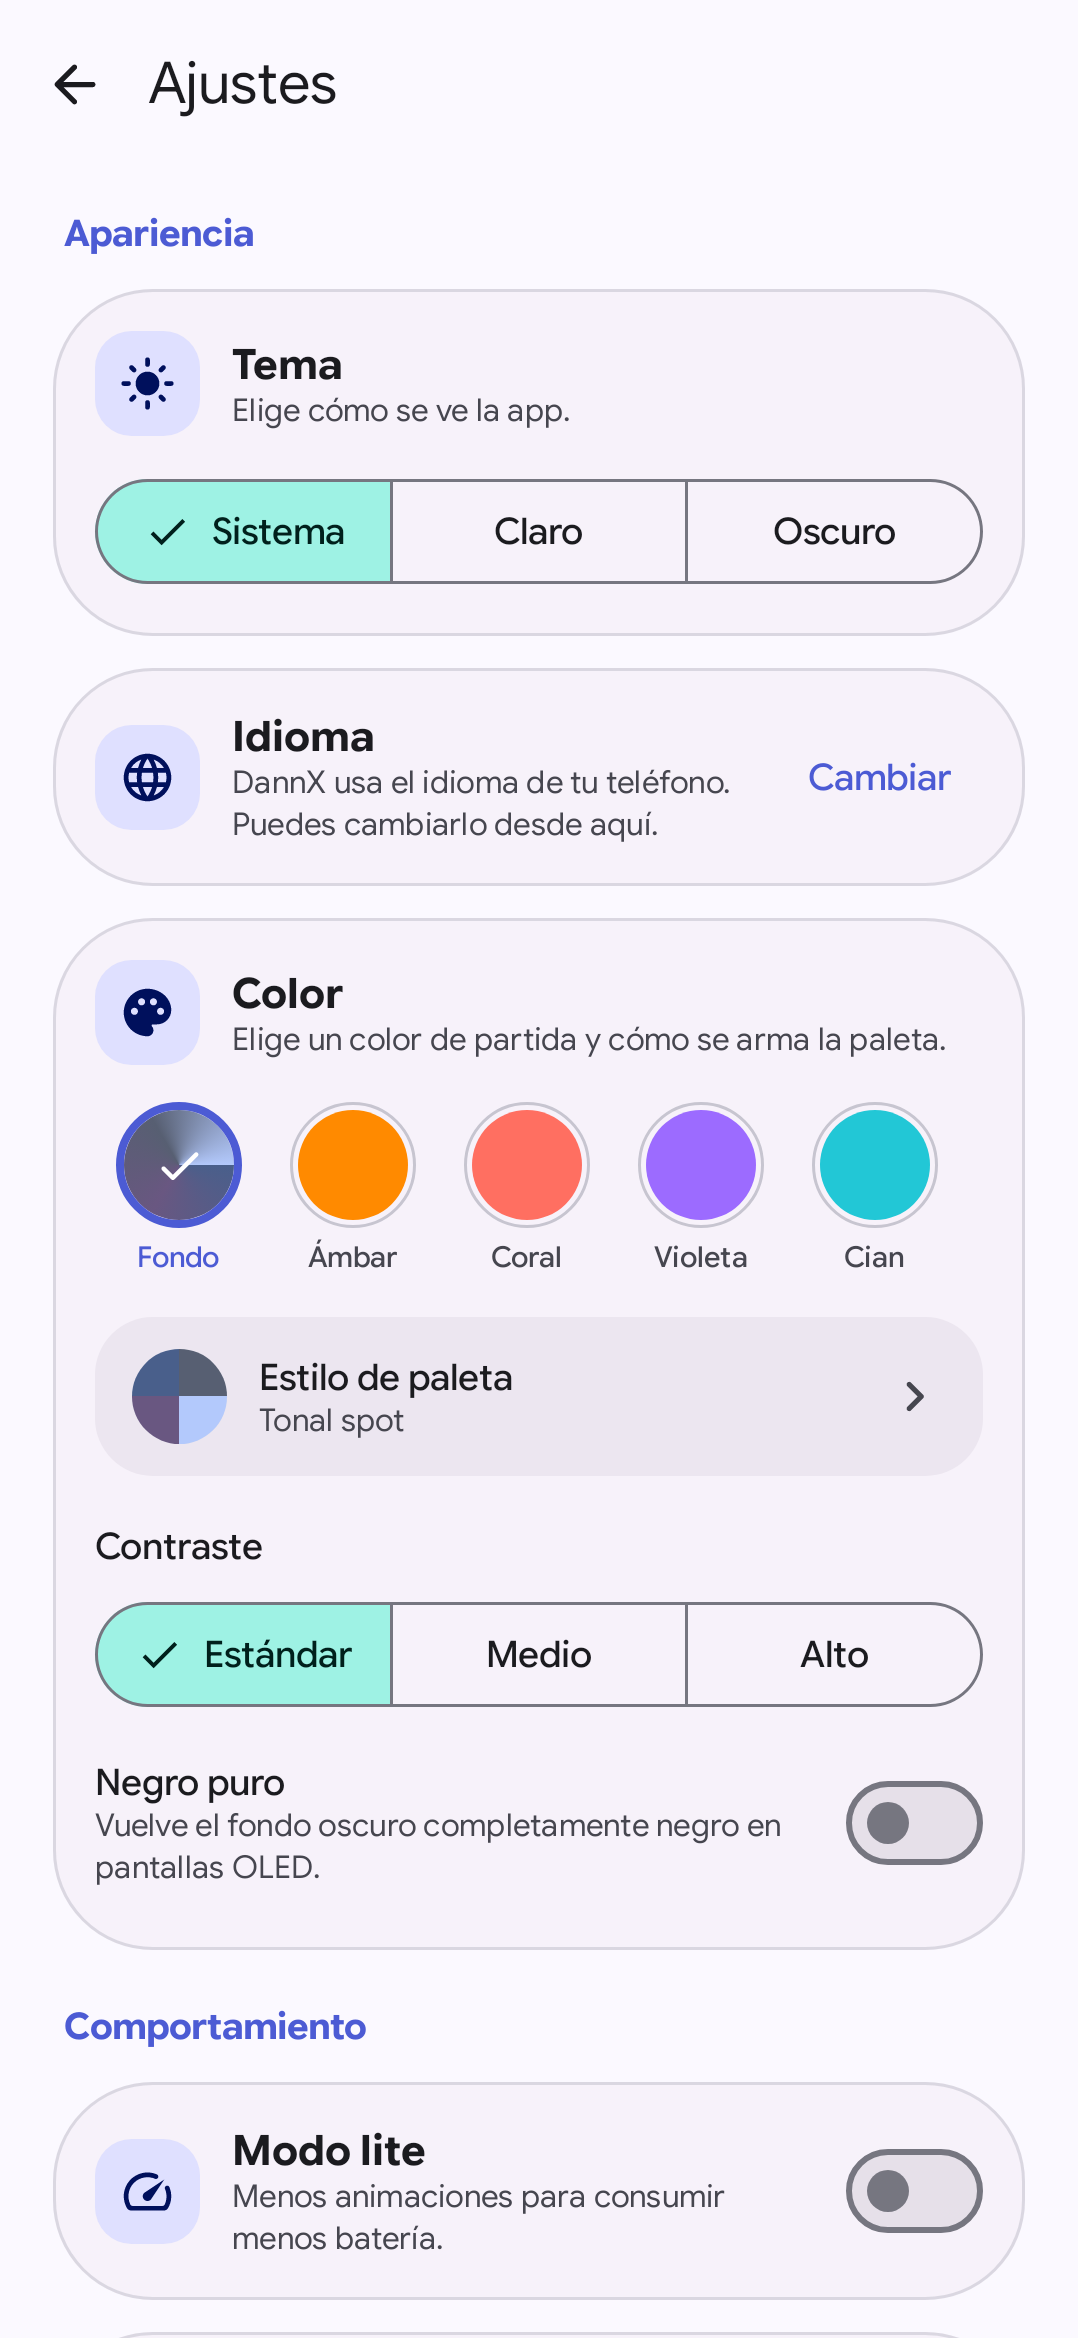 Ajustes
Apariencia
Tema
Elige cómo se ve la app.
Sistema
Claro
Oscuro
Idioma
DannX usa el idioma de tu teléfono.
Puedes cambiarlo desde aquí.
Cambiar
Color
Elige un color de partida y cómo se arma la paleta.
Fondo
Ámbar
Coral
Violeta
Cian
Estilo de paleta
Tonal spot
Contraste
Estándar
Medio
Alto
Negro puro
Vuelve el fondo oscuro completamente negro en
pantallas OLED.
Comportamiento
Modo lite
Menos animaciones para consumir
menos batería.